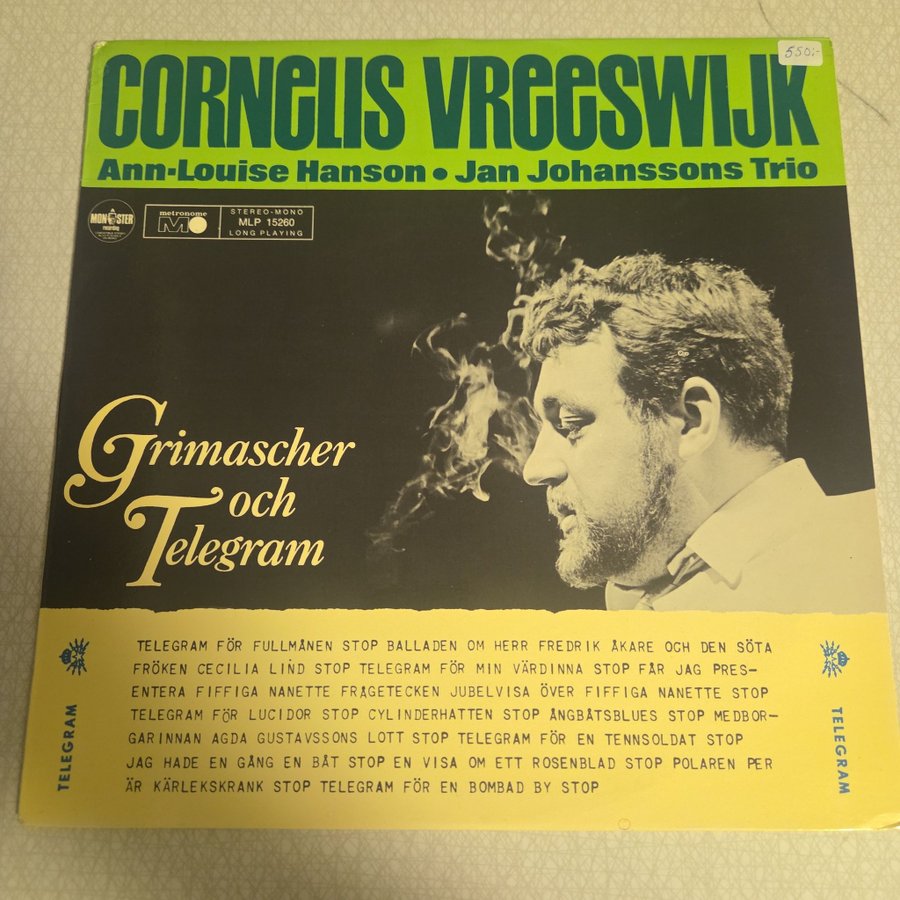 550:-
CORNELIS VREESWIJK
Ann-Louise Hanson • Jan Johanssons Trio
MONSTER
recording
metronome
STEREO-MONO
MLP 15260
LONG PLAYING
Grimascher
och
Telegram
TELEGRAM FÖR FULLMÅNEN STOP BALLADEN OM HERR FREDRIK ÅKARE OCH DEN SÖTA
FRÖKEN CECILIA LIND STOP TELEGRAM FÖR MIN VÄRDINNA STOP FÅR JAG PRES-
ENTERA FIFFIGA NANETTE FRÅGETECKEN JUBELVISA ÖVER FIFFIGA NANETTE STOP
TELEGRAM FÖR LUCIDOR STOP CYLINDERHATTEN STOP ÅNGBÅTSBLUES STOP MEDBOR-
GARINNAN AGDA GUSTAVSSONS LOTT STOP TELEGRAM FÖR EN TENNSOLDAT STOP
JAG HADE EN GÅNG EN BÅT STOP EN VISA OM ETT ROSENBLAD STOP POLAREN PER
ÄR KÄRLEKSKRANK STOP TELEGRAM FÖR EN BOMBAD BY STOP
TELEGRAM
TELEGRAM